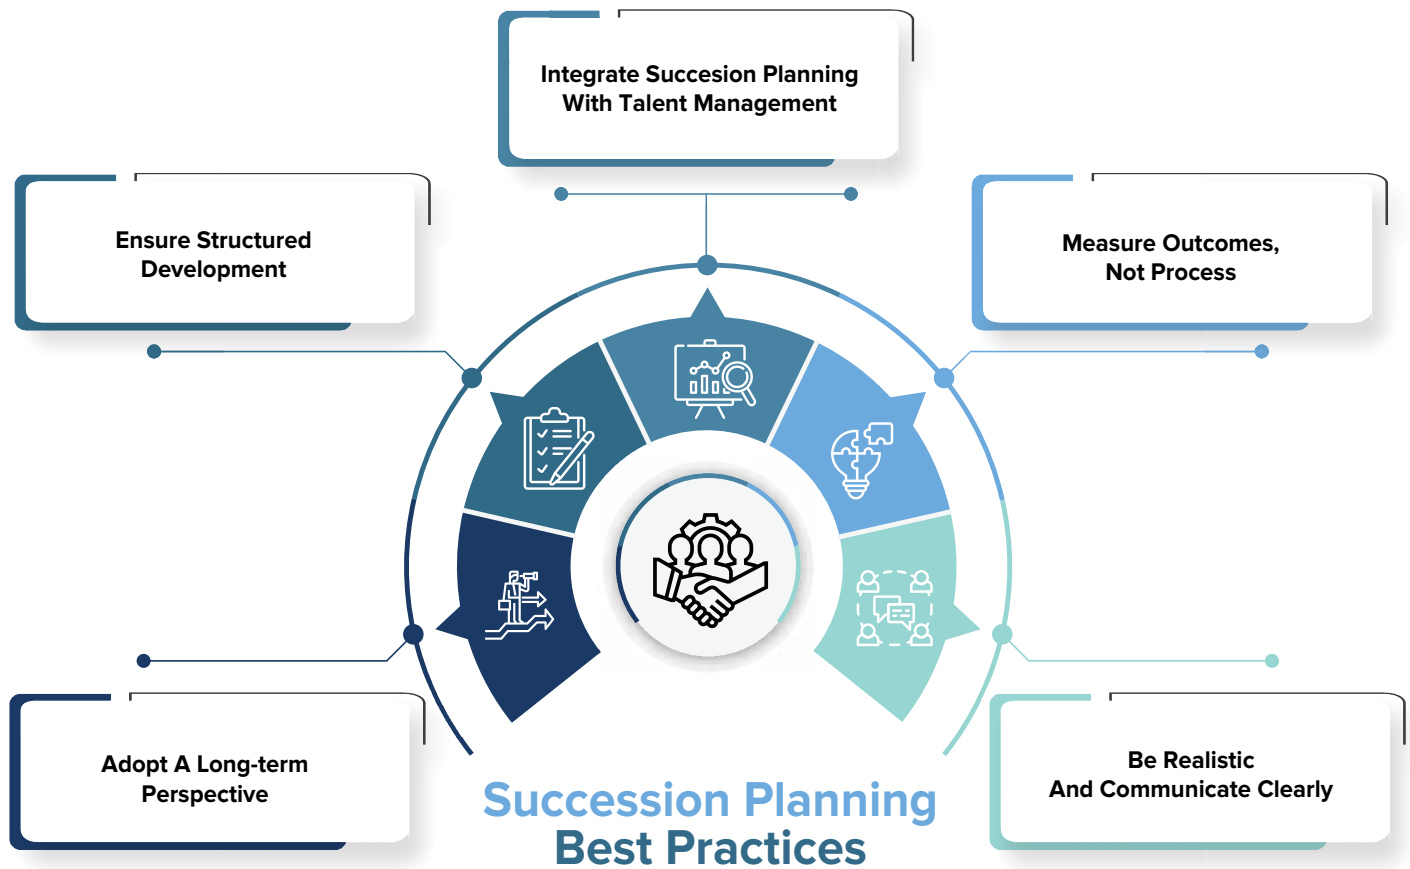 Integrate Succesion Planning
With Talent Management
Ensure Structured
Development
Measure Outcomes,
Not Process
Adopt A Long-term
Perspective
Be Realistic
And Communicate Clearly
Succession Planning
Best Practices